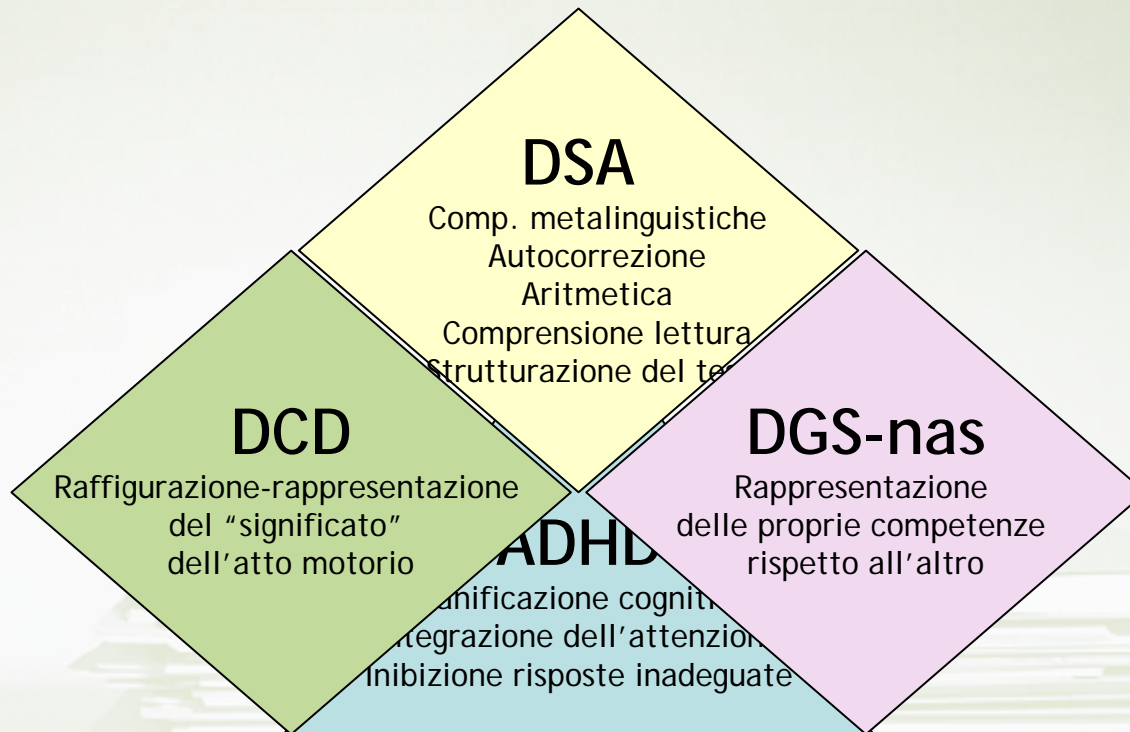 DSA
Comp. metalinguistiche
Autocorrezione
Aritmetica
Comprensione lettura
Strutturazione del
DCD
Raffigurazione-rappresentazione
del “significato”
dell’atto motorio
DGS-nas
Rappresentazione
delle proprie competenze
rispetto all’altro
ADHD
dell’attenzion
Inibizione risposte inadeguate